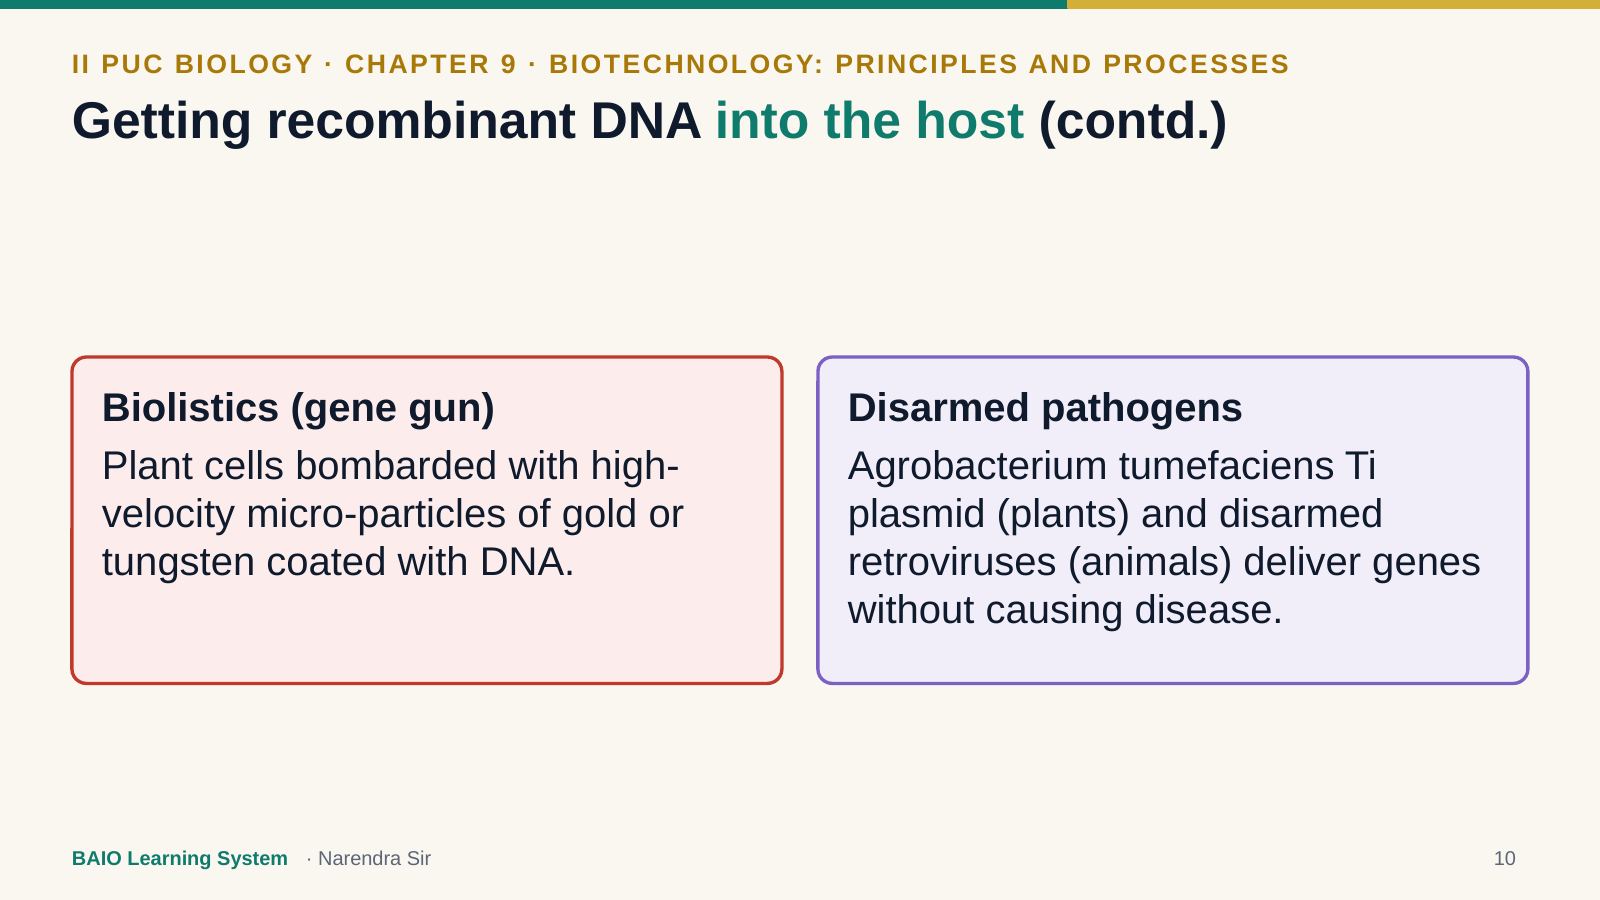 II PUC BIOLOGY · CHAPTER 9 · BIOTECHNOLOGY: PRINCIPLES AND PROCESSES
Getting recombinant DNA into the host (contd.)
Biolistics (gene gun)
Plant cells bombarded with high-
velocity micro-particles of gold or
tungsten coated with DNA.
Disarmed pathogens
Agrobacterium tumefaciens Ti
plasmid (plants) and disarmed
retroviruses (animals) deliver genes
without causing disease.
BAIO Learning System · Narendra Sir
10